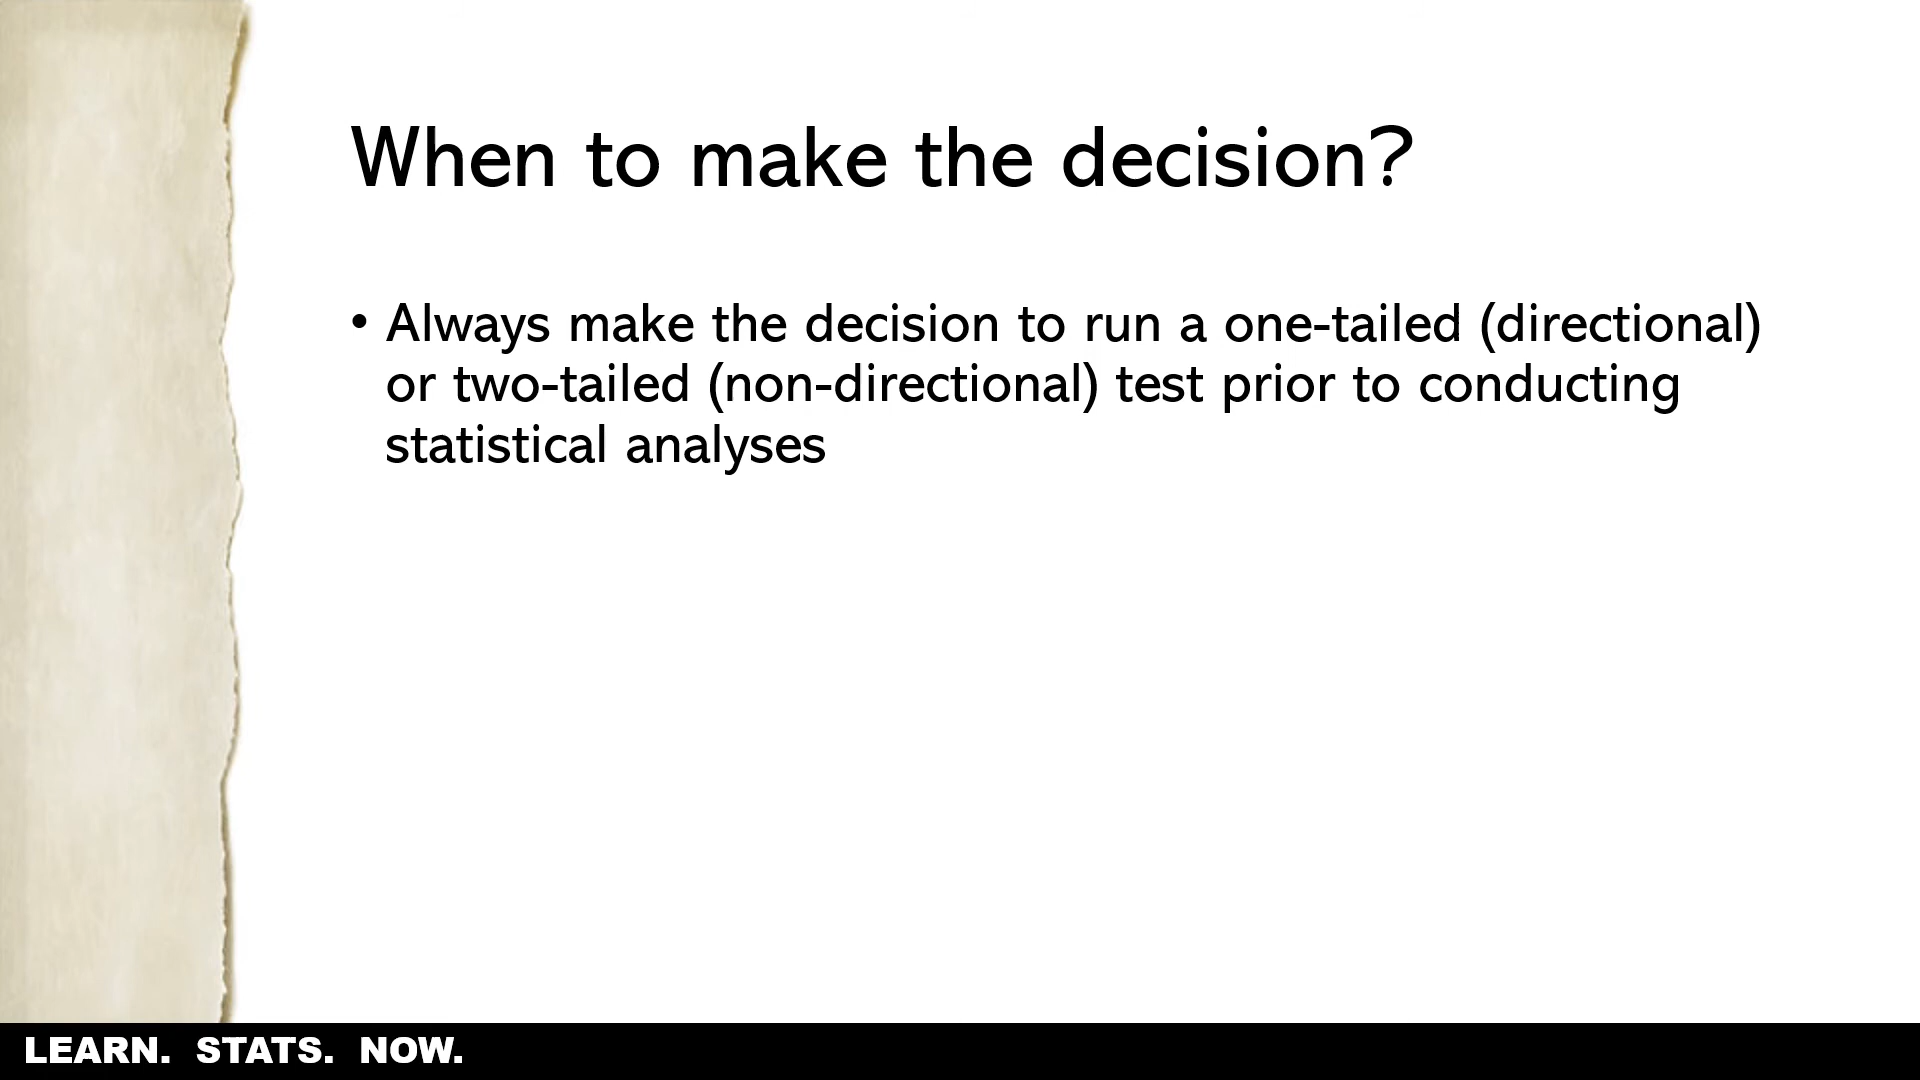 When to make the decision?
• Always make the decision to run a one-tailed (directional)
or two-tailed (non-directional) test prior to conducting
statistical analyses
LEARN. STATS. NOW.